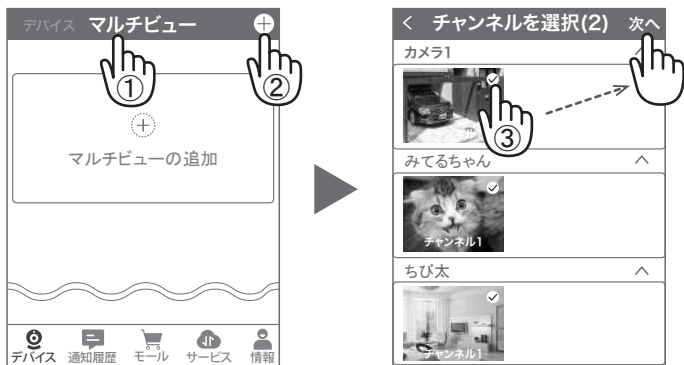 デバイス マルチビュー
①
②
マルチビューの追加
デバイス 通知履歴 モール サービス 情報
< チャンネルを選択(2) 次へ
カメラ1
③
みてるちゃん
チャンネル1
ちび太
チャンネル1